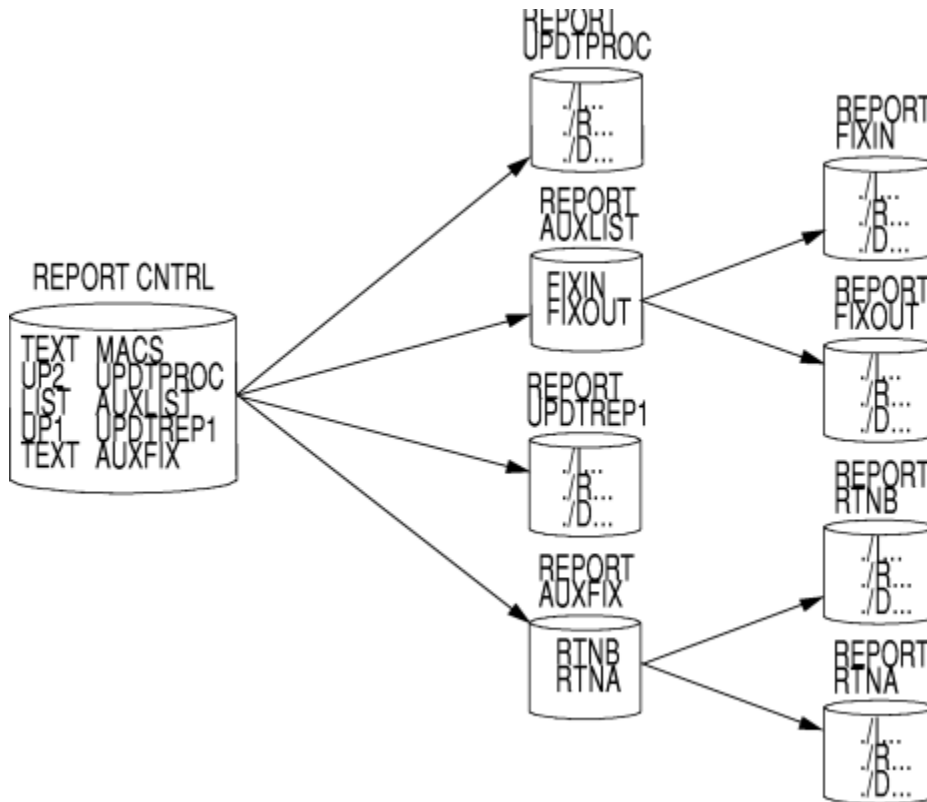 REPORT CNTRL
TEXT MACS
UP2 UPDTPROC
LIST AUXLIST
UP1 UPDTREP1
TEXT AUXFIX
REPORT
UPDTPROC
./I...
./R...
./D...
REPORT
AUXLIST
FIXIN
FIXOUT
REPORT
UPDTREP1
./I...
./R...
./D...
REPORT
AUXFIX
RTNB
RTNA
REPORT
FIXIN
./I...
./R...
./D...
REPORT
FIXOUT
./I...
./R...
./D...
REPORT
RTNB
./I...
./R...
./D...
REPORT
RTNA
./I...
./R...
./D...